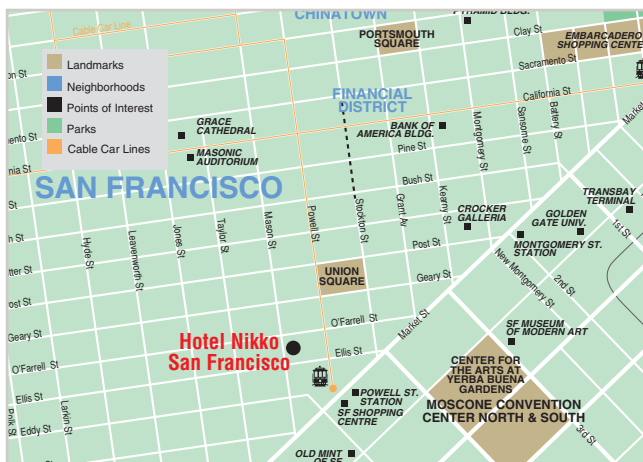 CHINATOWN
PYRAMID BLDG.
Cable Car Line
PORTSMOUTH
SQUARE
Clay St
EMBARCADERO
SHOPPING CENTE
Sacramento St
California St
Market
Landmarks
Neighborhoods
Points of Interest
Parks
Cable Car Lines
FINANCIAL
DISTRICT
BANK OF
AMERICA BLDG.
Montgomery St
Sansome St
Battery St
GRACE
CATHEDRAL
MASONIC
AUDITORIUM
Pine St
Bush St
SAN FRANCISCO
Hyde St
Leavenworth St
Jones St
Taylor St
Mason St
Powell St
Stockton St
Grant Av
Kearny St
CROCKER
GALLERIA
TRANSBAY
TERMINAL
GOLDEN
GATE UNIV.
1st St
MONTGOMERY ST.
STATION
Post St
Geary St
UNION
SQUARE
New Montgomery St
2nd St
O'Farrell St
Market St
Ellis St
Hotel Nikko
San Francisco
SF MUSEUM
OF MODERN ART
CENTER FOR
THE ARTS AT
YERBA BUENA
GARDENS
MOSCONE CONVENTION
CENTER NORTH & SOUTH
3rd St
Geary St
O'Farrell St
Ellis St
Eddy St
Polk St
Larkin St
POWELL ST.
STATION
SF SHOPPING
CENTRE
OLD MINT
OF SF